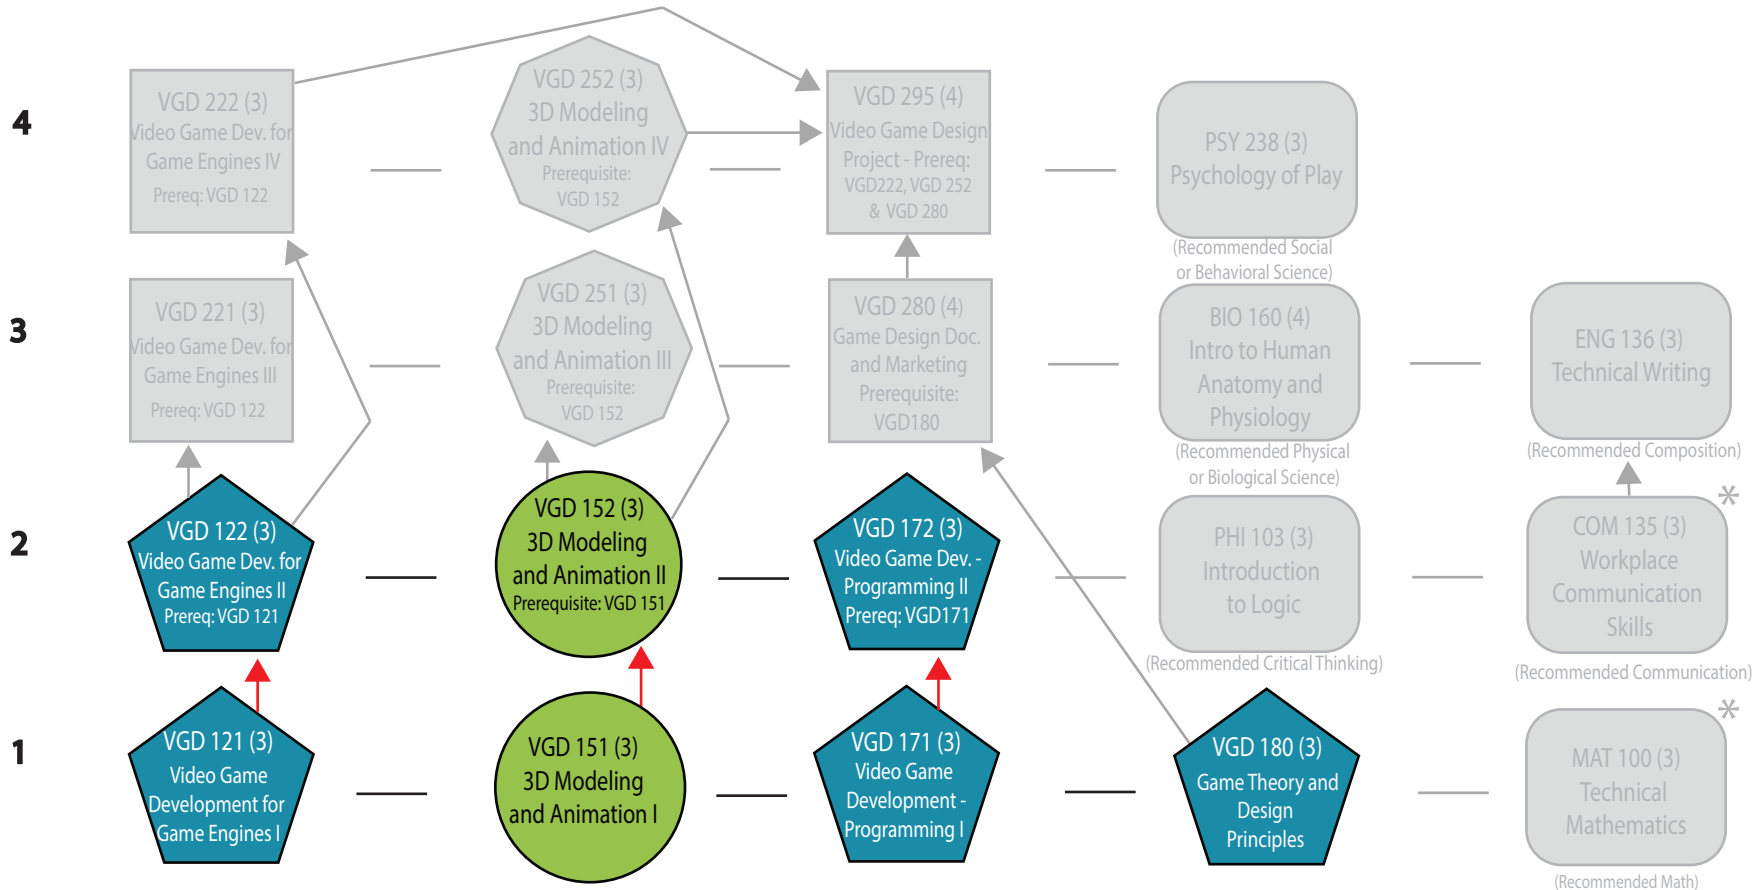 4
VGD 222 (3)
Video Game Dev. for
Game Engines IV
Prereq: VGD 122
VGD 252 (3)
3D Modeling
and Animation IV
Prerequisite:
VGD 152
VGD 295 (4)
Video Game Design
Project - Prereq:
VGD222, VGD 252
& VGD 280
PSY 238 (3)
Psychology of Play
(Recommended Social
or Behavioral Science)
3
VGD 221 (3)
Video Game Dev. for
Game Engines III
Prereq: VGD 122
VGD 251 (3)
3D Modeling
and Animation III
Prerequisite:
VGD 152
VGD 280 (4)
Game Design Doc.
and Marketing
Prerequisite:
VGD180
BIO 160 (4)
Intro to Human
Anatomy and
Physiology
(Recommended Physical
or Biological Science)
ENG 136 (3)
Technical Writing
(Recommended Composition)
2
VGD 122 (3)
Video Game Dev. for
Game Engines II
Prereq: VGD 121
VGD 152 (3)
3D Modeling
and Animation II
Prerequisite: VGD 151
VGD 172 (3)
Video Game Dev. -
Programming II
Prereq: VGD171
PHI 103 (3)
Introduction
to Logic
(Recommended Critical Thinking)
*
COM 135 (3)
Workplace
Communication
Skills
(Recommended Communication)
1
VGD 121 (3)
Video Game
Development for
Game Engines I
VGD 151 (3)
3D Modeling
and Animation I
VGD 171 (3)
Video Game
Development -
Programming I
VGD 180 (3)
Game Theory and
Design
Principles
*
MAT 100 (3)
Technical
Mathematics
(Recommended Math)